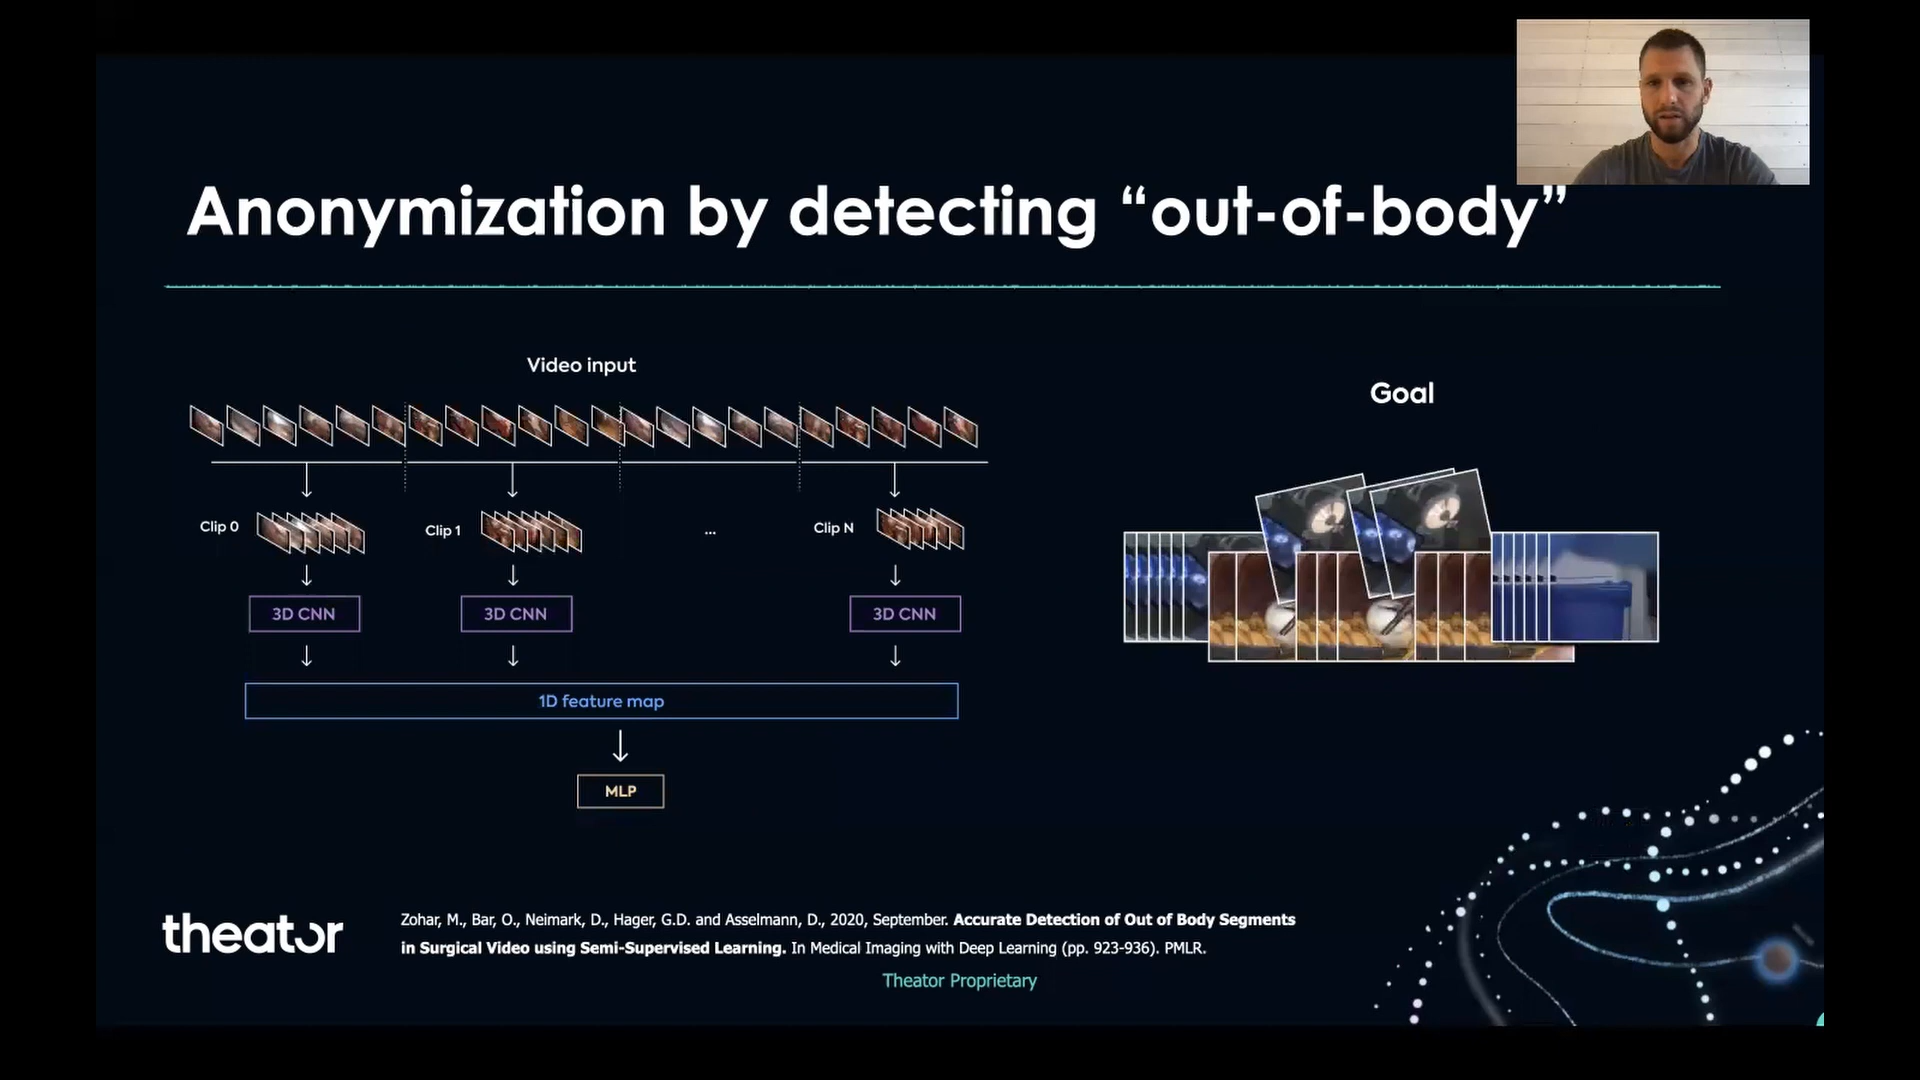 Anonymization by detecting “out-of-body”
Video input
Goal
Clip 0
Clip 1
...
Clip N
3D CNN
3D CNN
3D CNN
1D feature map
MLP
theator
Zohar, M., Bar, O., Neimark, D., Hager, G.D. and Asselmann, D., 2020, September. Accurate Detection of Out of Body Segments
in Surgical Video using Semi-Supervised Learning. In Medical Imaging with Deep Learning (pp. 923-936). PMLR.
Theator Proprietary